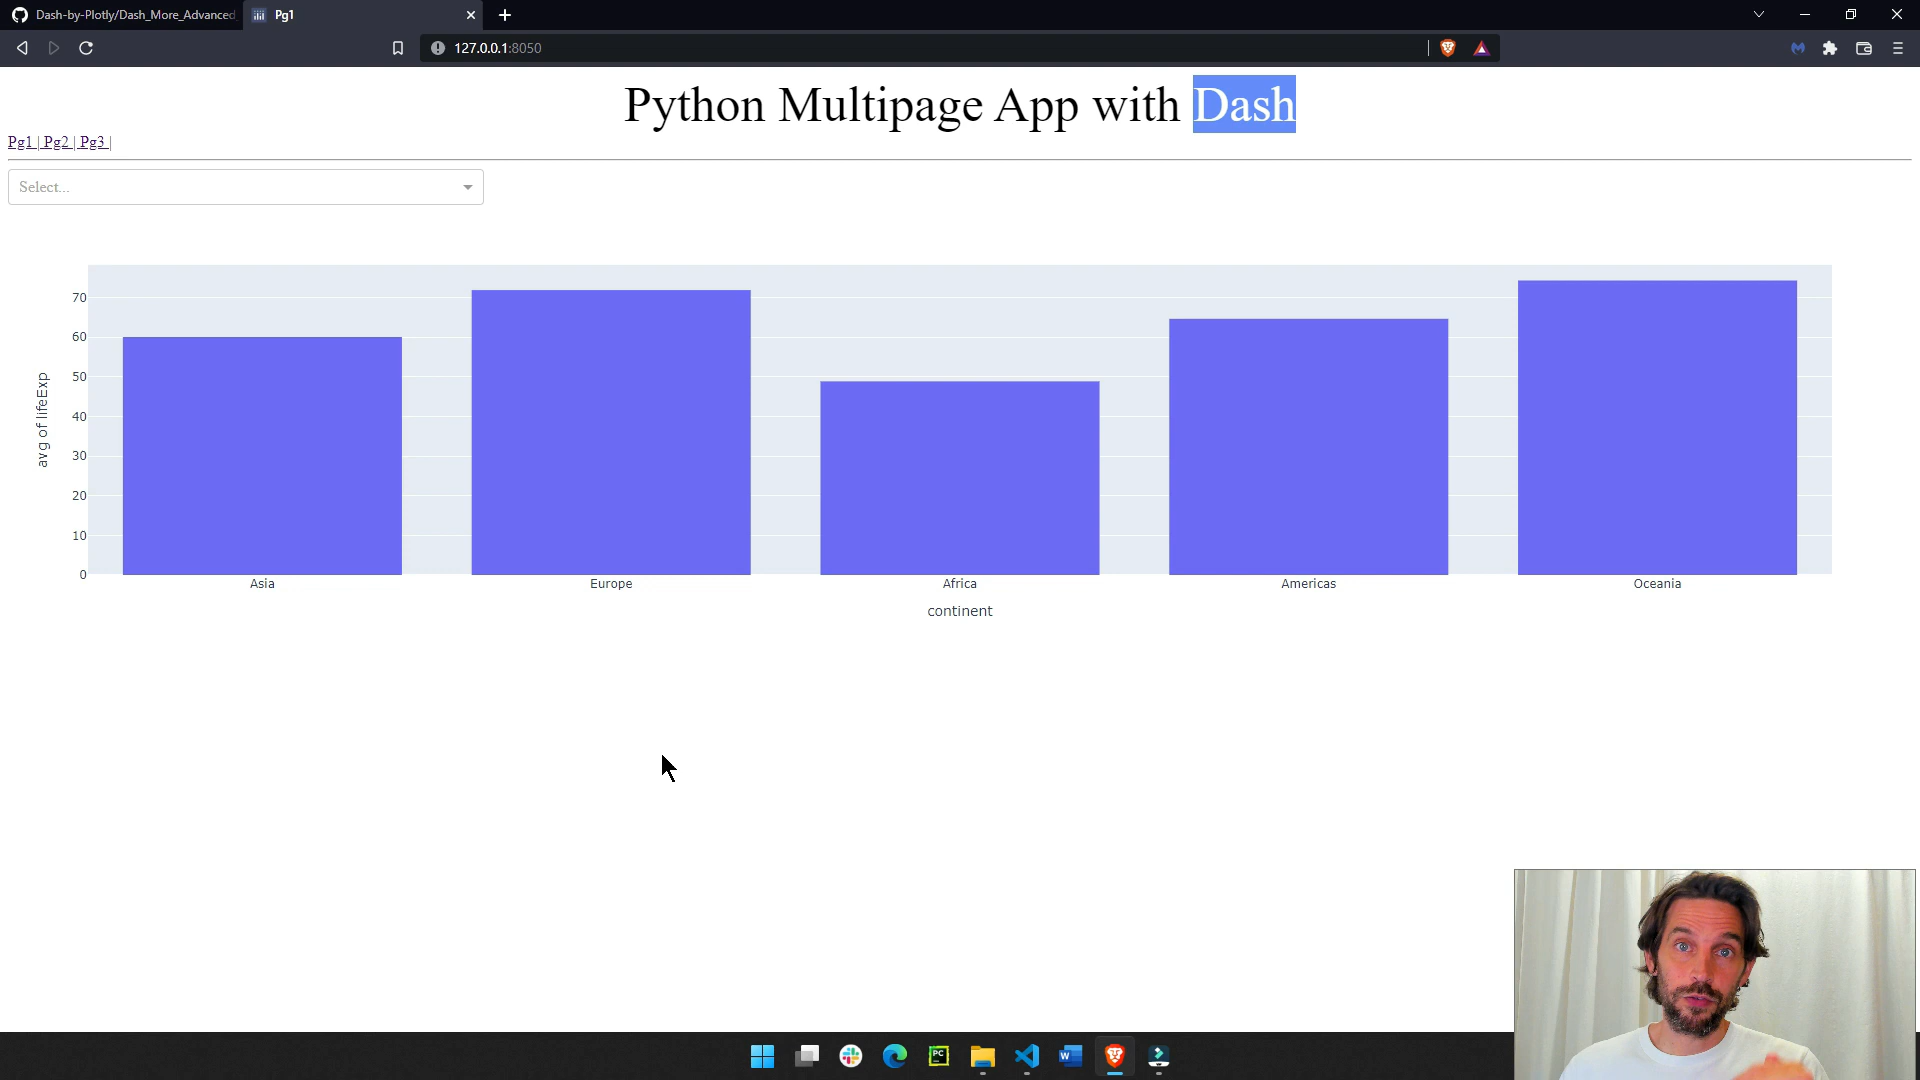 Dash-by-Plotly/Dash_More_Advanced
Pg1
127.0.0.1:8050
Python Multipage App with Dash
Pg1 | Pg2 | Pg3 |
Select...
70
60
50
40
30
20
10
0
avg of lifeExp
Asia
Europe
Africa
Americas
Oceania
continent
PC
W